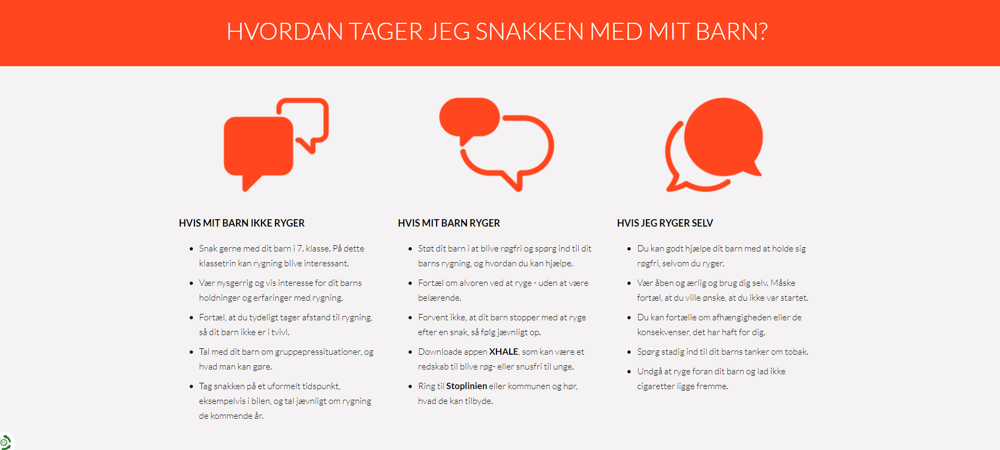 HVORDAN TAGER JEG SNAKKEN MED MIT BARN?
HVIS MIT BARN IKKE RYGER
Snak gerne med dit barn i 7. klasse. På dette
klassetrin kan rygning blive interessant.
Vær nysgerrig og vis interesse for dit barns
holdninger og erfaringer med rygning.
Fortæl, at du tydeligt tager afstand til rygning,
så dit barn ikke er i tvivl.
Tal med dit barn om gruppepressituationer, og
hvad man kan gøre.
Tag snakken på et uformelt tidspunkt,
eksempelvis i bilen, og tal jævnligt om rygning
de kommende år.
HVIS MIT BARN RYGER
Støt dit barn i at blive røgfri og spørg ind til dit
barns rygning, og hvordan du kan hjælpe.
Fortæl om alvoren ved at ryge - uden at være
belærende.
Forvent ikke, at dit barn stopper med at ryge
efter en snak, så følg jævnligt op.
Downloade appen XHALE, som kan være et
redskab til blive røg- eller snusfri til unge.
Ring til Stoplinien eller kommunen og hør,
hvad de kan tilbyde.
HVIS JEG RYGER SELV
Du kan godt hjælpe dit barn med at holde sig
røgfri, selvom du ryger.
Vær åben og ærlig og brug dig selv. Måske
fortæl, at du ville ønske, at du ikke var startet.
Du kan fortælle om afhængigheden eller de
konsekvenser, det har haft for dig.
Spørg stadig ind til dit barns tanker om tobak.
Undgå at ryge foran dit barn og lad ikke
cigaretter ligge fremme.